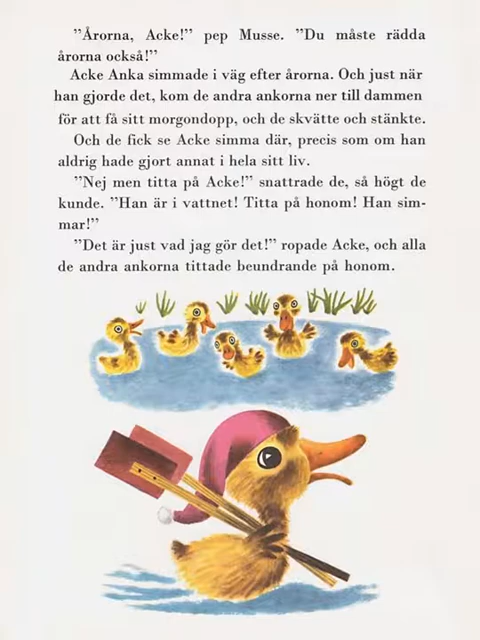 "Årorna, Acke!" pep Musse. "Du måste rädda
årorna också!"
Acke Anka simmade i väg efter årorna. Och just när
han gjorde det, kom de andra ankorna ner till dammen
för att få sitt morgondopp, och de skvätte och stänkte.
Och de fick se Acke simma där, precis som om han
aldrig hade gjort annat i hela sitt liv.
"Nej men titta på Acke!" snattrade de, så högt de
kunde. "Han är i vattnet! Titta på honom! Han sim-
mar!"
"Det är just vad jag gör det!" ropade Acke, och alla
de andra ankorna tittade beundrande på honom.